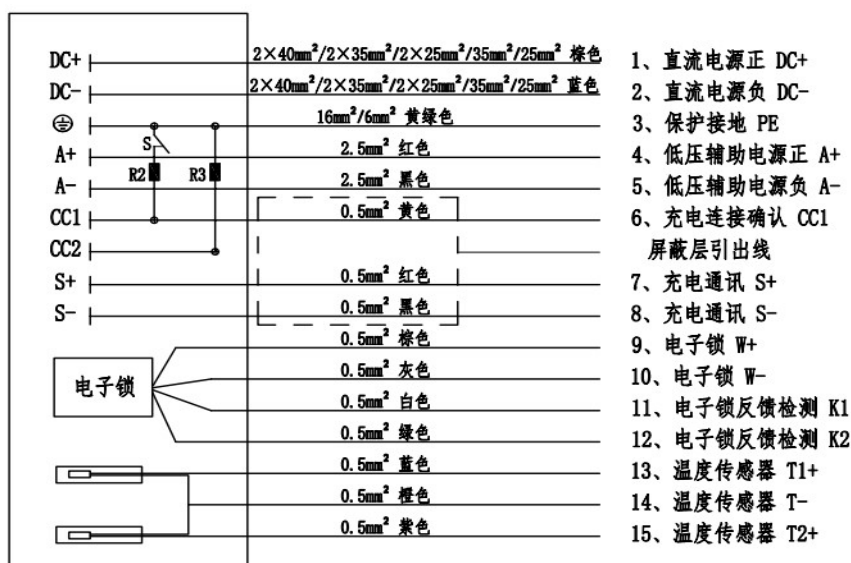 DC+ 2×40mm²/2×35mm²/2×25mm²/35mm²/25mm² 棕色 1、直流电源正 DC+
DC- 2×40mm²/2×35mm²/2×25mm²/35mm²/25mm² 蓝色 2、直流电源负 DC-
16mm²/6mm² 黄绿色 3、保护接地 PE
S
A+ 2.5mm² 红色 4、低压辅助电源正 A+
R2 R3
A- 2.5mm² 黑色 5、低压辅助电源负 A-
CC1 0.5mm² 黄色 6、充电连接确认 CC1
CC2 屏蔽层引出线
S+ 0.5mm² 红色 7、充电通讯 S+
S- 0.5mm² 黑色 8、充电通讯 S-
0.5mm² 棕色 9、电子锁 W+
电子锁 0.5mm² 灰色 10、电子锁 W-
0.5mm² 白色 11、电子锁反馈检测 K1
0.5mm² 绿色 12、电子锁反馈检测 K2
0.5mm² 蓝色 13、温度传感器 T1+
0.5mm² 橙色 14、温度传感器 T-
0.5mm² 紫色 15、温度传感器 T2+